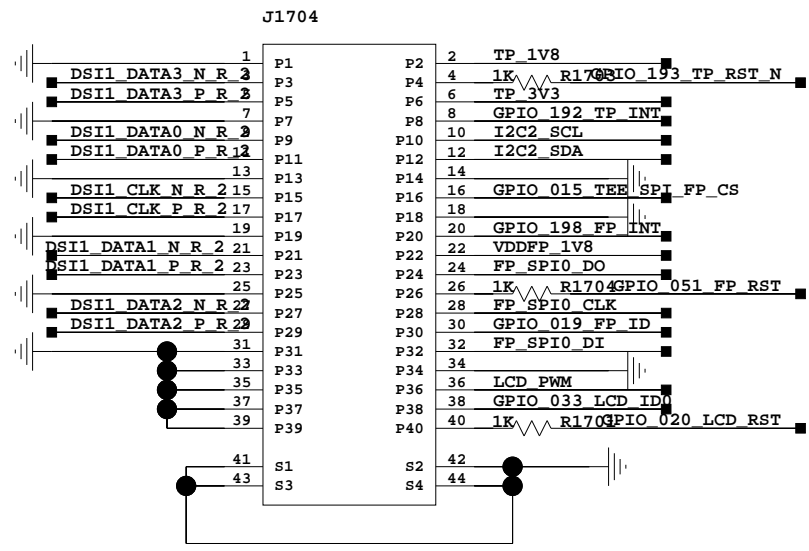 J1704
1 P1 P2 2 TP_1V8
DSI1_DATA3_N_R_2 3 P3 P4 4 1K R1703 GPIO_193_TP_RST_N
DSI1_DATA3_P_R_2 5 P5 P6 6 TP_3V3
7 P7 P8 8 GPIO_192_TP_INT
DSI1_DATA0_N_R_2 9 P9 P10 10 I2C2_SCL
DSI1_DATA0_P_R_2 11 P11 P12 12 I2C2_SDA
13 P13 P14 14
DSI1_CLK_N_R_2 15 P15 P16 16 GPIO_015_TEE_SPI_FP_CS
DSI1_CLK_P_R_2 17 P17 P18 18
19 P19 P20 20 GPIO_198_FP_INT
DSI1_DATA1_N_R_2 21 P21 P22 22 VDDFP_1V8
DSI1_DATA1_P_R_2 23 P23 P24 24 FP_SPI0_DO
25 P25 P26 26 1K R1704 GPIO_051_FP_RST
DSI1_DATA2_N_R_2 27 P27 P28 28 FP_SPI0_CLK
DSI1_DATA2_P_R_2 29 P29 P30 30 GPIO_019_FP_ID
31 P31 P32 32 FP_SPI0_DI
33 P33 P34 34
35 P35 P36 36 LCD_PWM
37 P37 P38 38 GPIO_033_LCD_ID0
39 P39 P40 40 1K R1701 GPIO_020_LCD_RST
41 S1 S2 42
43 S3 S4 44